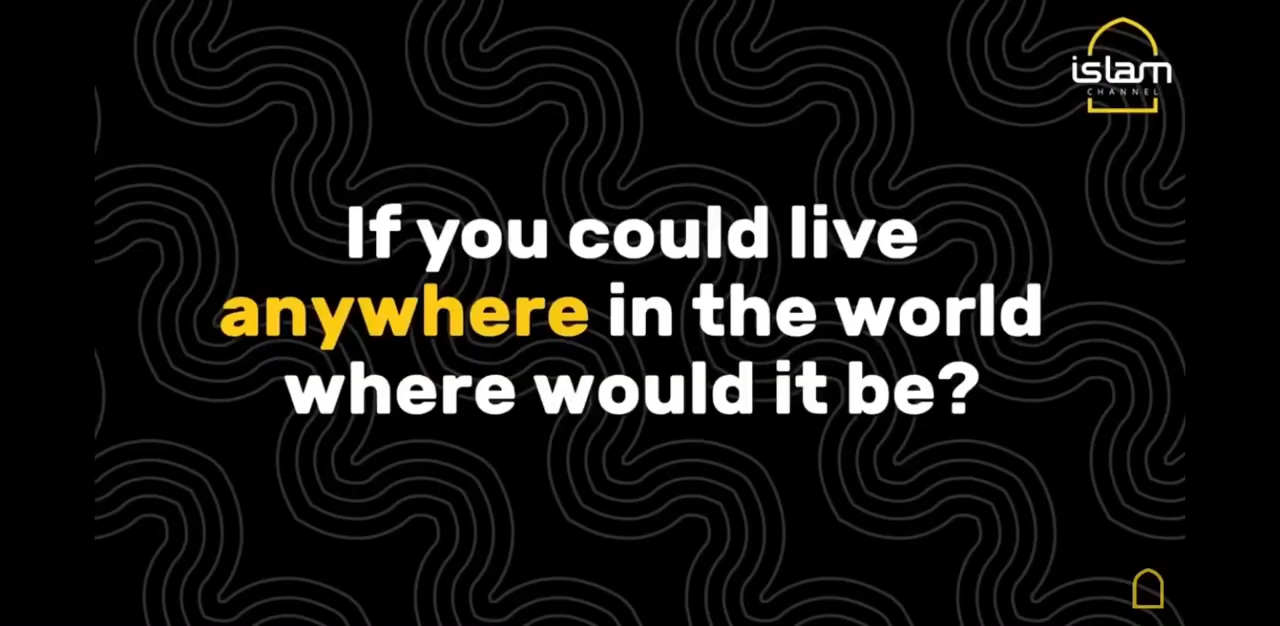 islam
CHANNEL
If you could live
anywhere in the world
where would it be?